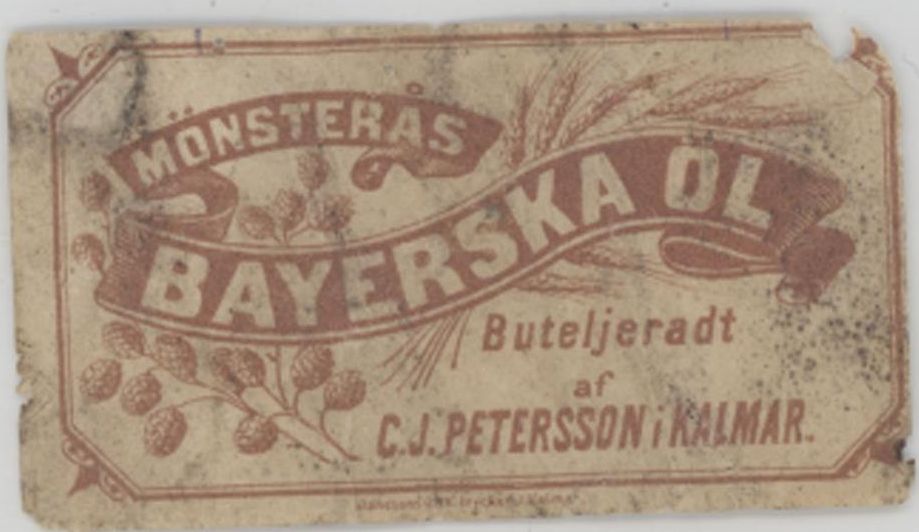 MÖNSTERÅS
BAYERSKA ÖL
Buteljeradt
af
C.J. PETERSSON i KALMAR.